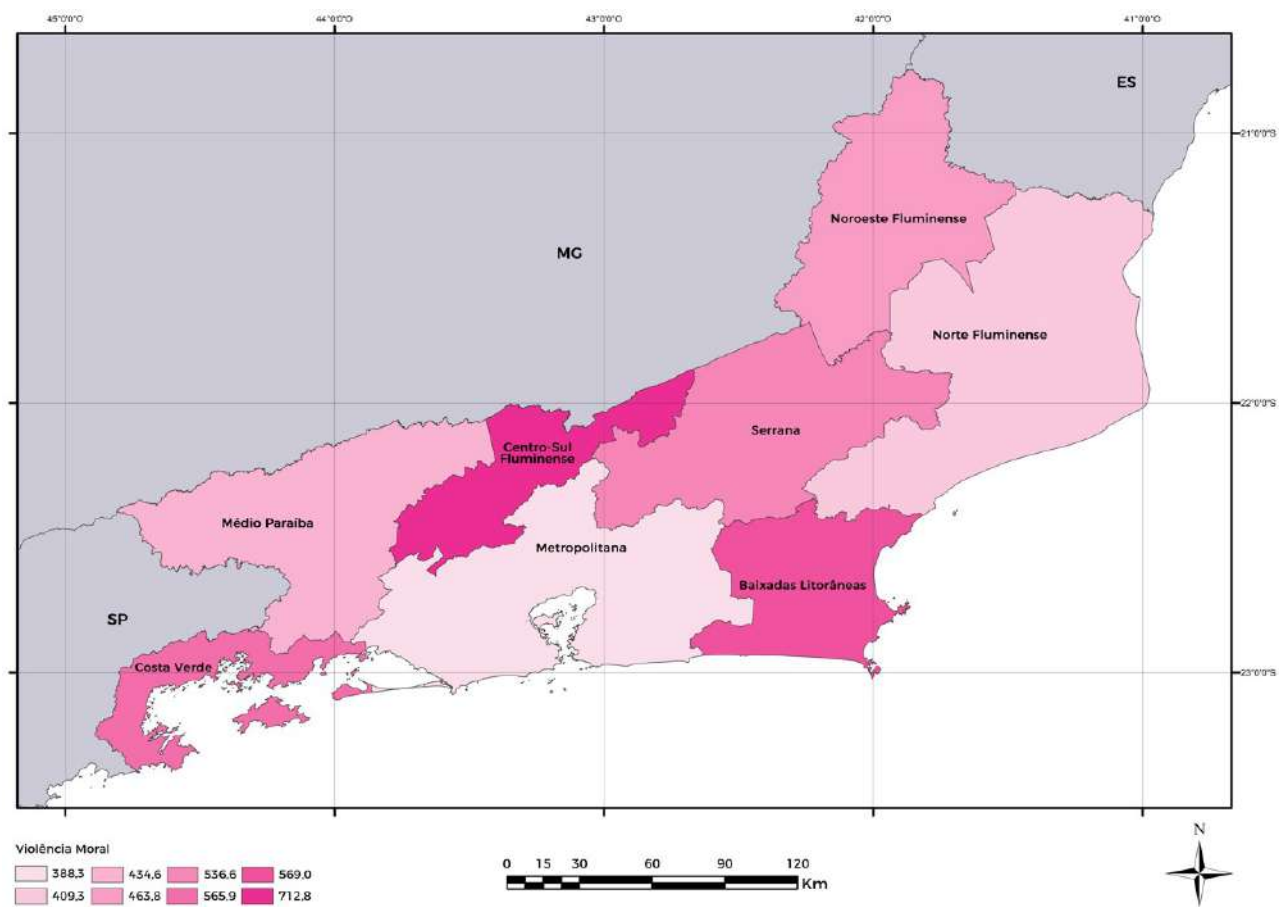 45°0'0"O 44°0'0"O 43°0'0"O 42°0'0"O 41°0'0"O
ES
21°0'0"S
Noroeste Fluminense
MG
Norte Fluminense
22°0'0"S
Serrana
Centro-Sul
Fluminense
Médio Paraíba
Metropolitana
Baixadas Litorâneas
SP
Costa Verde
23°0'0"S
Violência Moral
388,3 434,6 536,6 569,0
409,3 463,8 565,9 712,8
0 15 30 60 90 120
Km
N